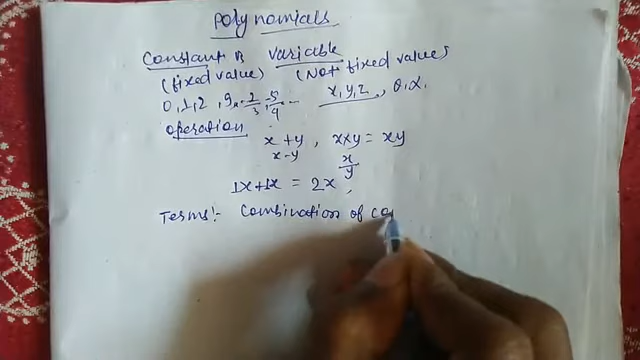 Polynomials
Constant & Variable
(fixed value) (Not fixed value)
0, 1, 2, 9, -2/3, -5/4 -- x, y, z, θ, α.
operation
x + y, x×y = xy
x - y x/y
1x + 1x = 2x,
Terms:- Combination of co